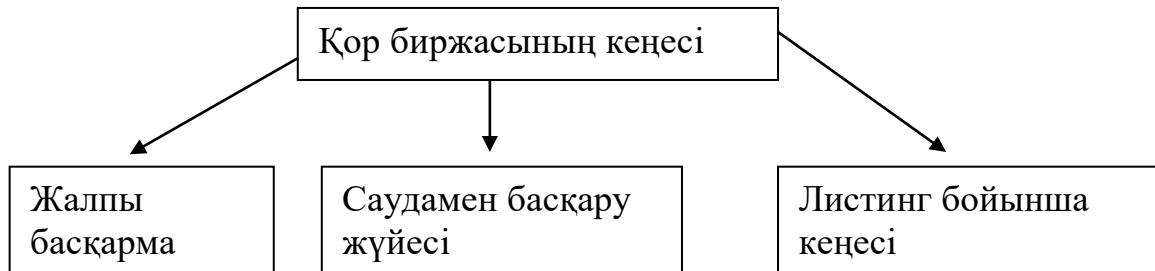 Қор биржасының кеңесі
Жалпы
басқарма
Саудамен басқару
жүйесі
Листинг бойынша
кеңесі